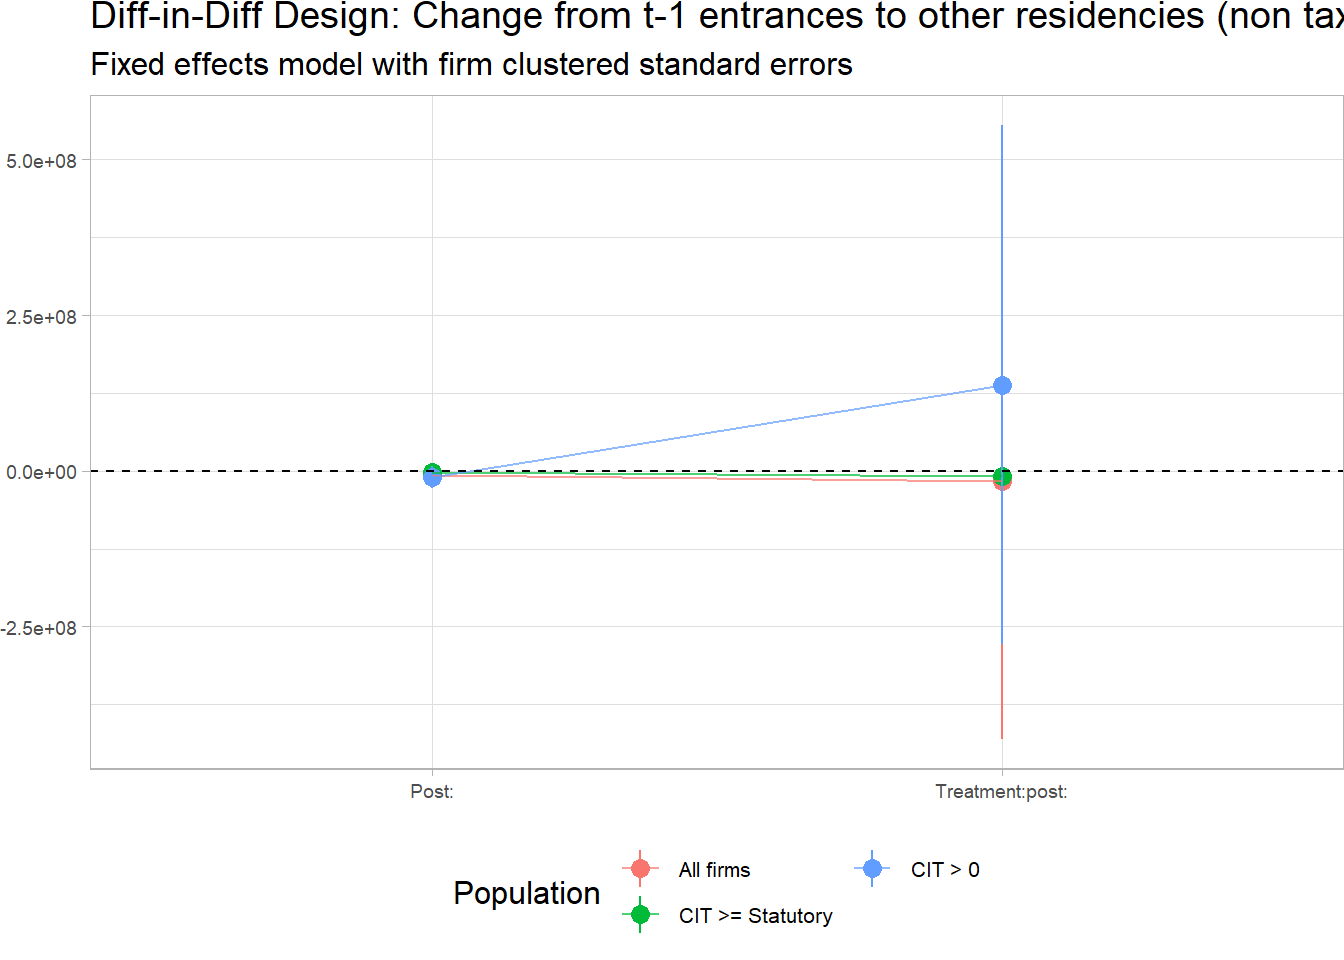 Diff-in-Diff Design: Change from t-1 entrances to other residencies (non tax
Fixed effects model with firm clustered standard errors
5.0e+08
2.5e+08
0.0e+00
-2.5e+08
Post:
Treatment:post:
Population
All firms
CIT >= Statutory
CIT > 0